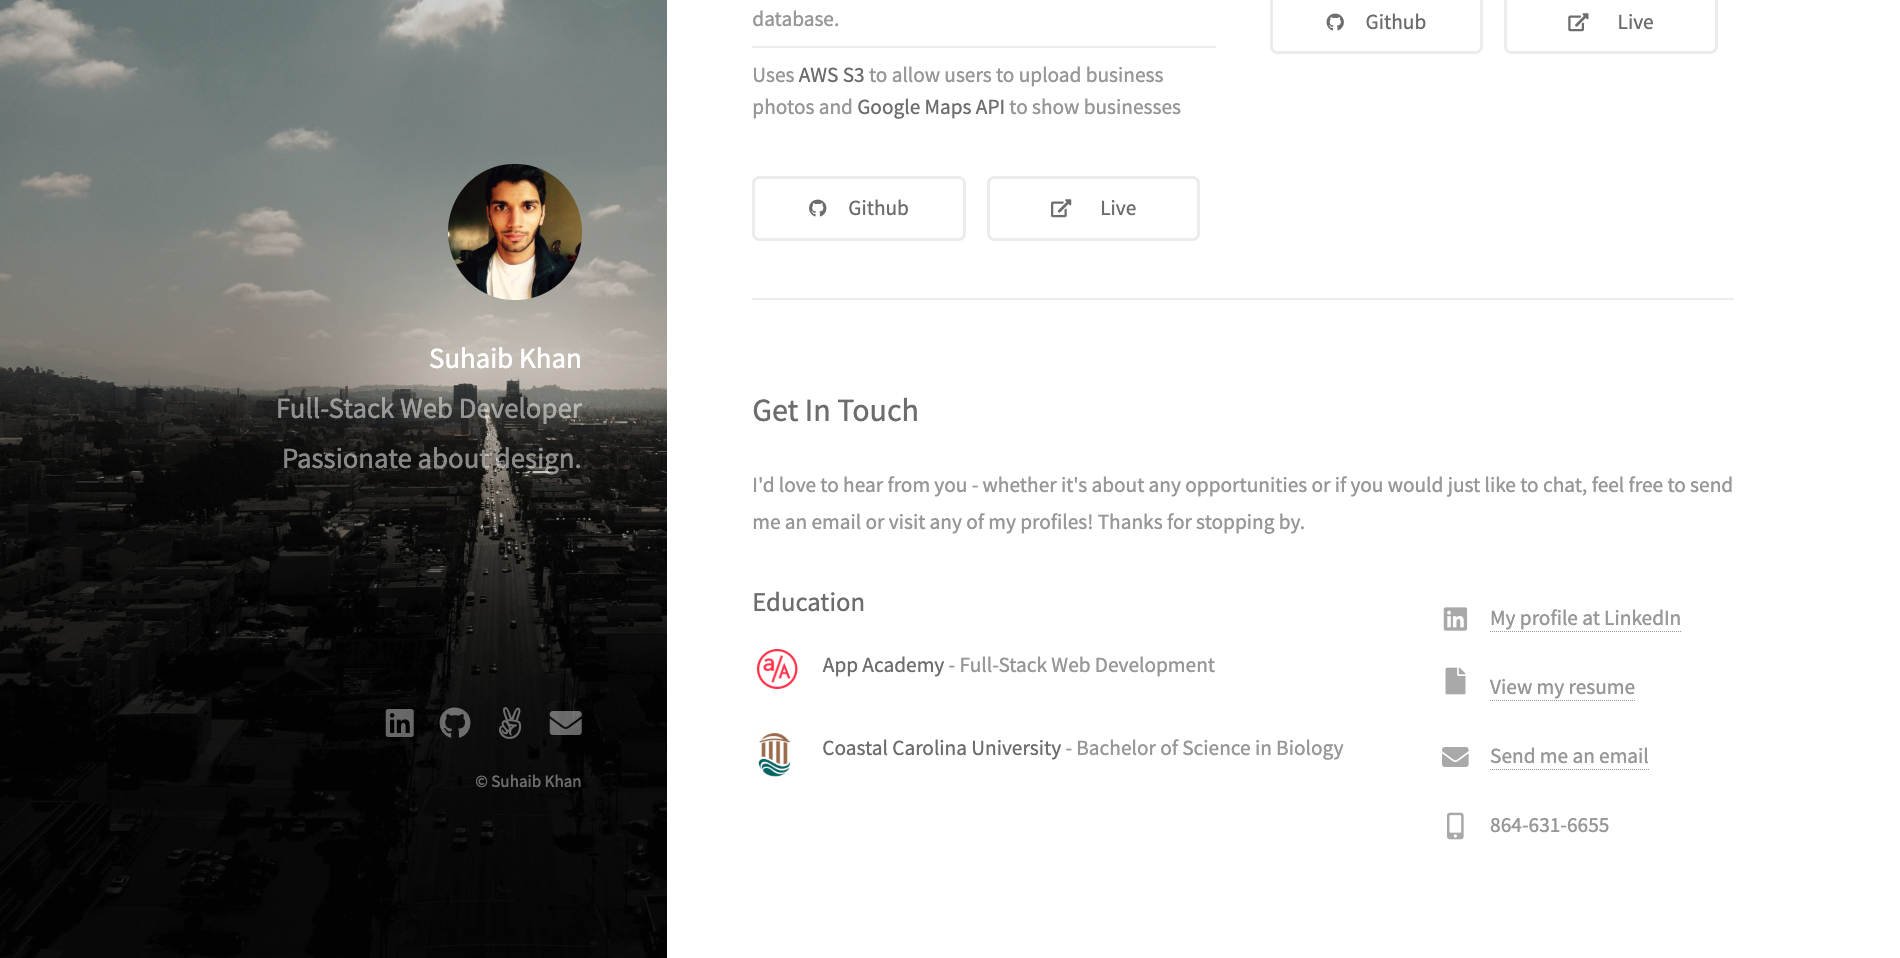 database.
Uses AWS S3 to allow users to upload business
photos and Google Maps API to show businesses
Github
Live
Github
Live
Suhaib Khan
Full-Stack Web Developer
Passionate about design.
© Suhaib Khan
Get In Touch
I'd love to hear from you - whether it's about any opportunities or if you would just like to chat, feel free to send
me an email or visit any of my profiles! Thanks for stopping by.
Education
a/A
App Academy - Full-Stack Web Development
Coastal Carolina University - Bachelor of Science in Biology
in
My profile at LinkedIn
View my resume
Send me an email
864-631-6655
in